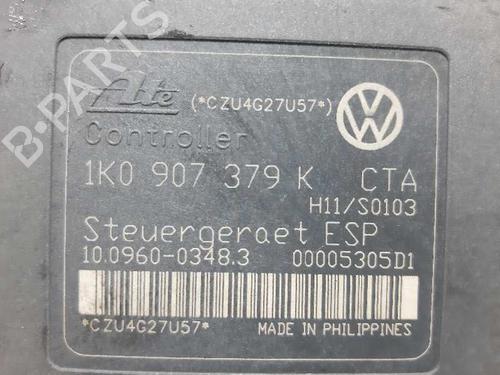 B-PARTS
Ate (*CZU4G27U57*)
Controller
1K0 907 379 K CTA
H11/S0103
Steuergeraet ESP
10.0960-0348.3 00005305D1
*CZU4G27U57* MADE IN PHILIPPINES
B-PARTS